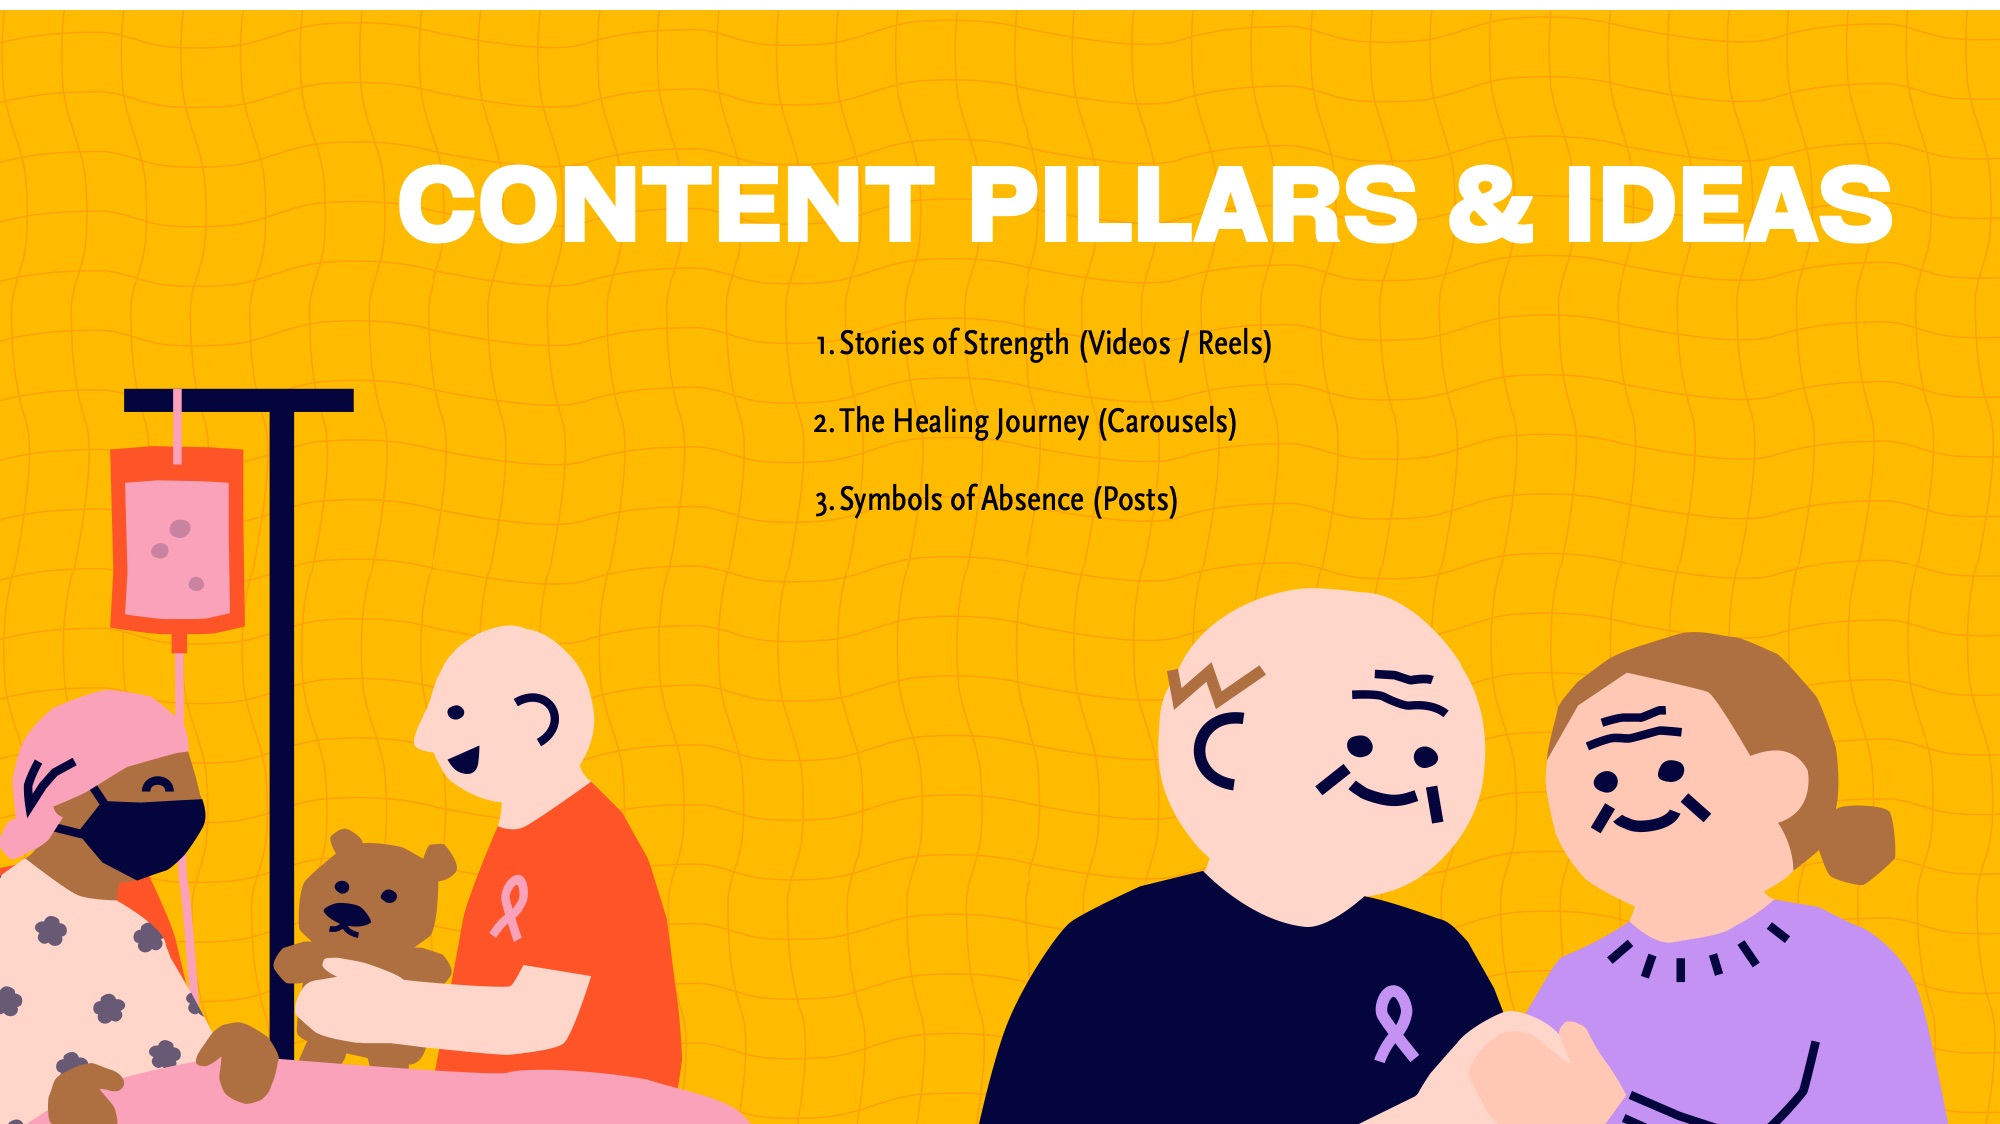 CONTENT PILLARS & IDEAS
1. Stories of Strength (Videos / Reels)
2. The Healing Journey (Carousels)
3. Symbols of Absence (Posts)